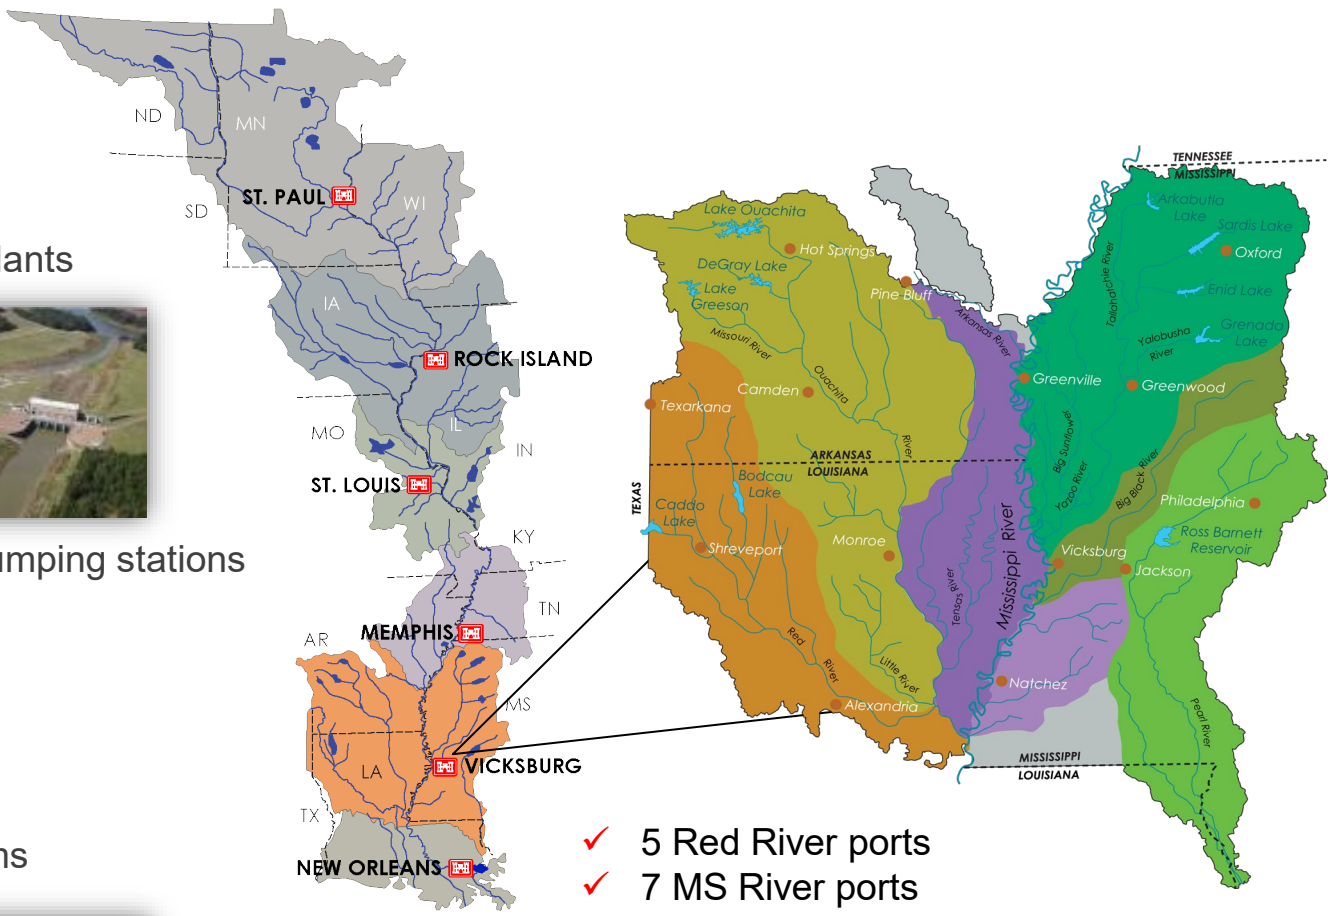 ND
MN
ST. PAUL
WI
SD
lants
IA
ROCK ISLAND
MO
IL
IN
ST. LOUIS
umping stations
KY
TN
MEMPHIS
AR
MS
VICKSBURG
LA
TX
ns
NEW ORLEANS
TENNESSEE
MISSISSIPPI
Arkabutla
Lake
Sardis Lake
Oxford
Lake Ouachita
Hot Springs
DeGray Lake
Lake
Greeson
Pine Bluff
Enid Lake
Tallahatchie River
Grenada
Lake
Yalobusha
River
Arkansas River
Missouri River
Ouachita
River
Camden
Greenville
Greenwood
Texarkana
Big Sunflower
ARKANSAS
LOUISIANA
TEXAS
Bodcau
Lake
Caddo
Lake
Yazoo River
Big Black River
Philadelphia
Ross Barnett
Reservoir
Shreveport
Monroe
Vicksburg
Jackson
Mississippi River
Tensas River
Red
River
Little River
Natchez
Alexandria
Pearl River
MISSISSIPPI
LOUISIANA
✓ 5 Red River ports
✓ 7 MS River ports